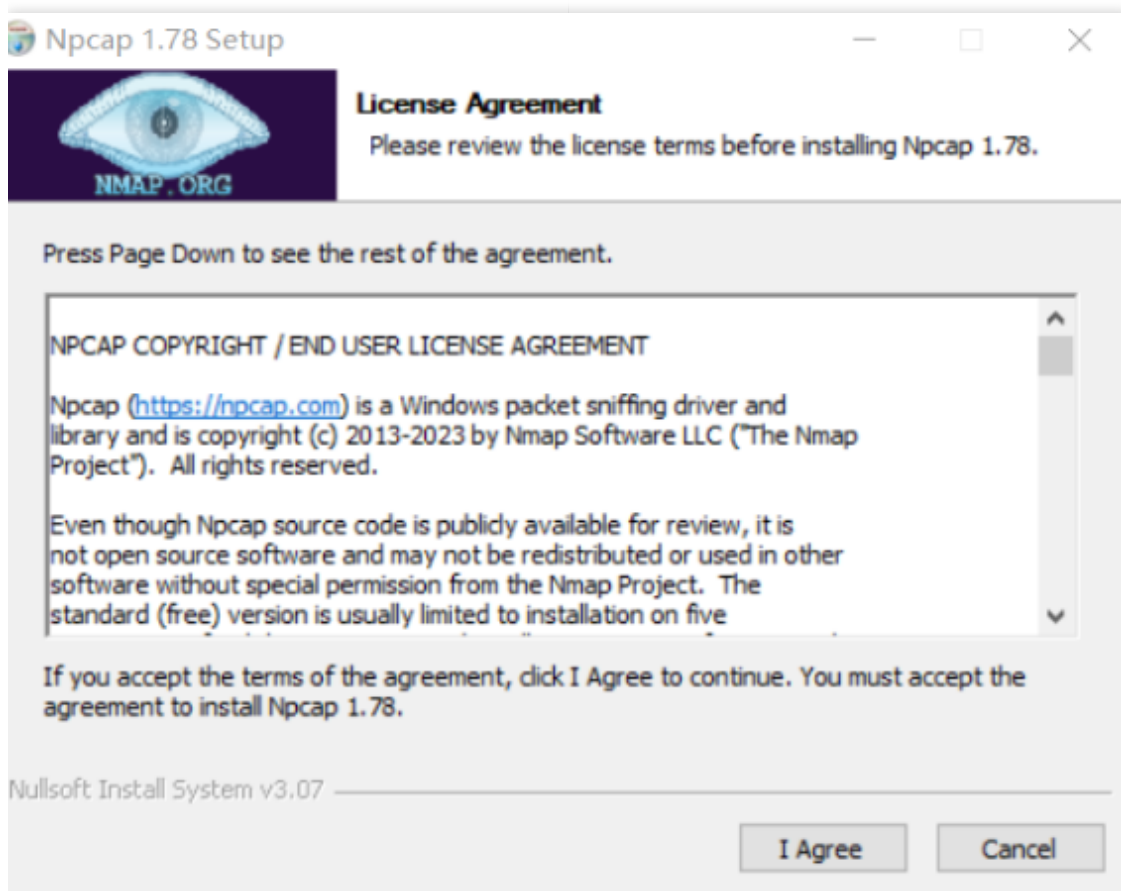 Npcap 1.78 Setup
NMAP.ORG
License Agreement
Please review the license terms before installing Npcap 1.78.
Press Page Down to see the rest of the agreement.
NPCAP COPYRIGHT / END USER LICENSE AGREEMENT
Npcap (https://npcap.com) is a Windows packet sniffing driver and
library and is copyright (c) 2013-2023 by Nmap Software LLC ("The Nmap
Project").  All rights reserved.
Even though Npcap source code is publicly available for review, it is
not open source software and may not be redistributed or used in other
software without special permission from the Nmap Project.  The
standard (free) version is usually limited to installation on five
If you accept the terms of the agreement, click I Agree to continue. You must accept the
agreement to install Npcap 1.78.
Nullsoft Install System v3.07
I Agree
Cancel